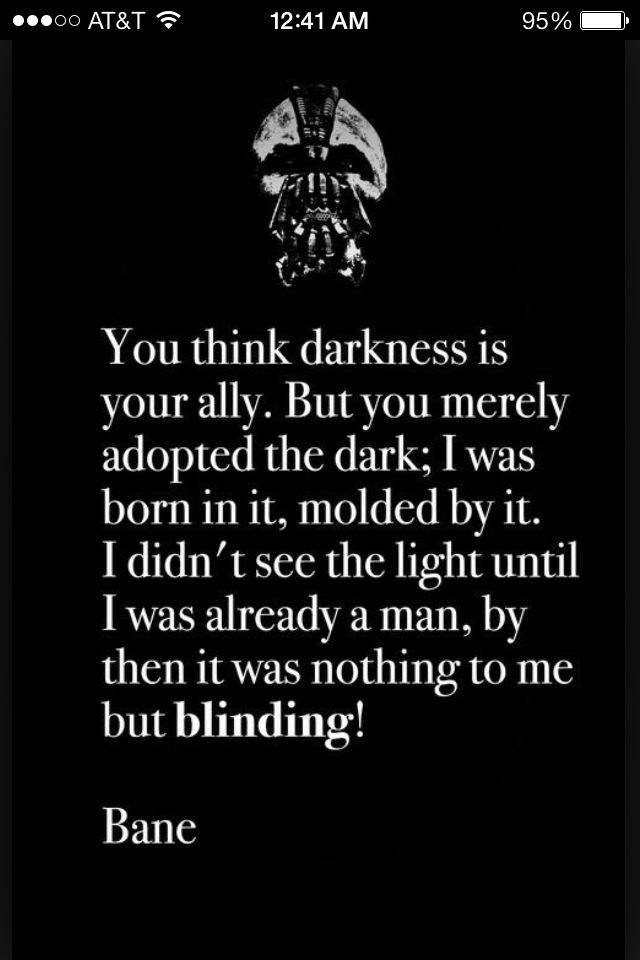 AT&T 12:41 AM 95%
You think darkness is
your ally. But you merely
adopted the dark; I was
born in it, molded by it.
I didn't see the light until
I was already a man, by
then it was nothing to me
but blinding!
Bane